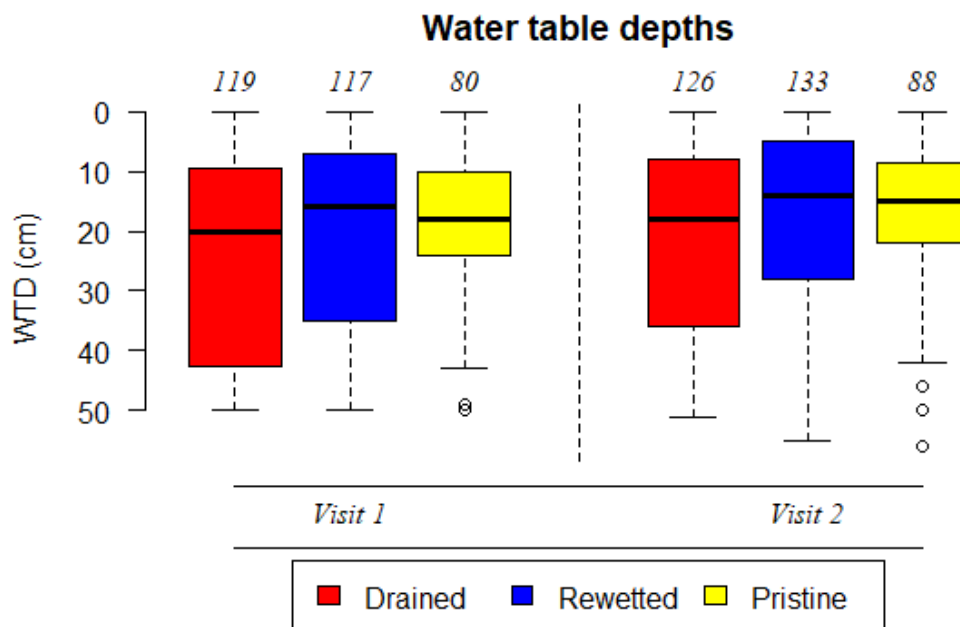 Water table depths
119 117 80 126 133 88
WTD (cm)
0
10
20
30
40
50
Visit 1 Visit 2
Drained Rewetted Pristine